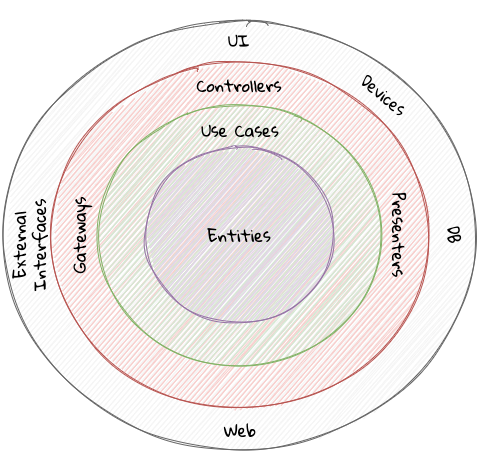 UI
Devices
Controllers
Use Cases
External
Interfaces
Gateways
Entities
Presenters
DB
Web